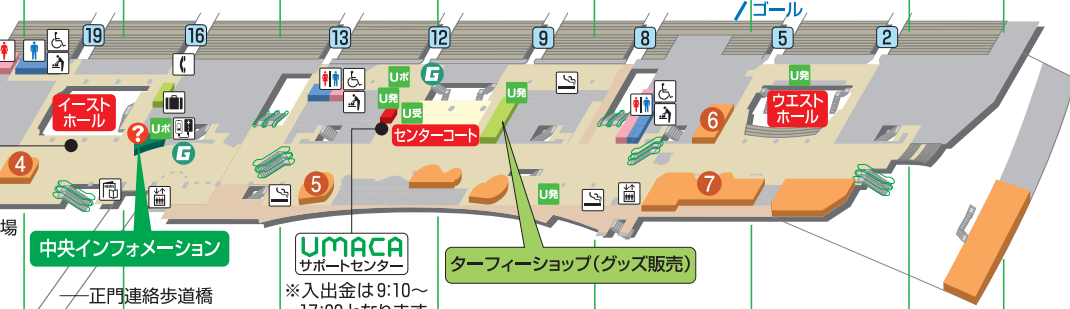 ゴール
19
16
13
12
9
8
5
2
イースト
ホール
Uポ
G
Uポ
U発
U受
G
センターコート
U発
U発
ウエスト
ホール
?
4
5
6
7
U発
NEWS
場
中央インフォメーション
UMACA
サポートセンター
ターフィーショップ(グッズ販売)
正門連絡歩道橋
※入出金は9:10~